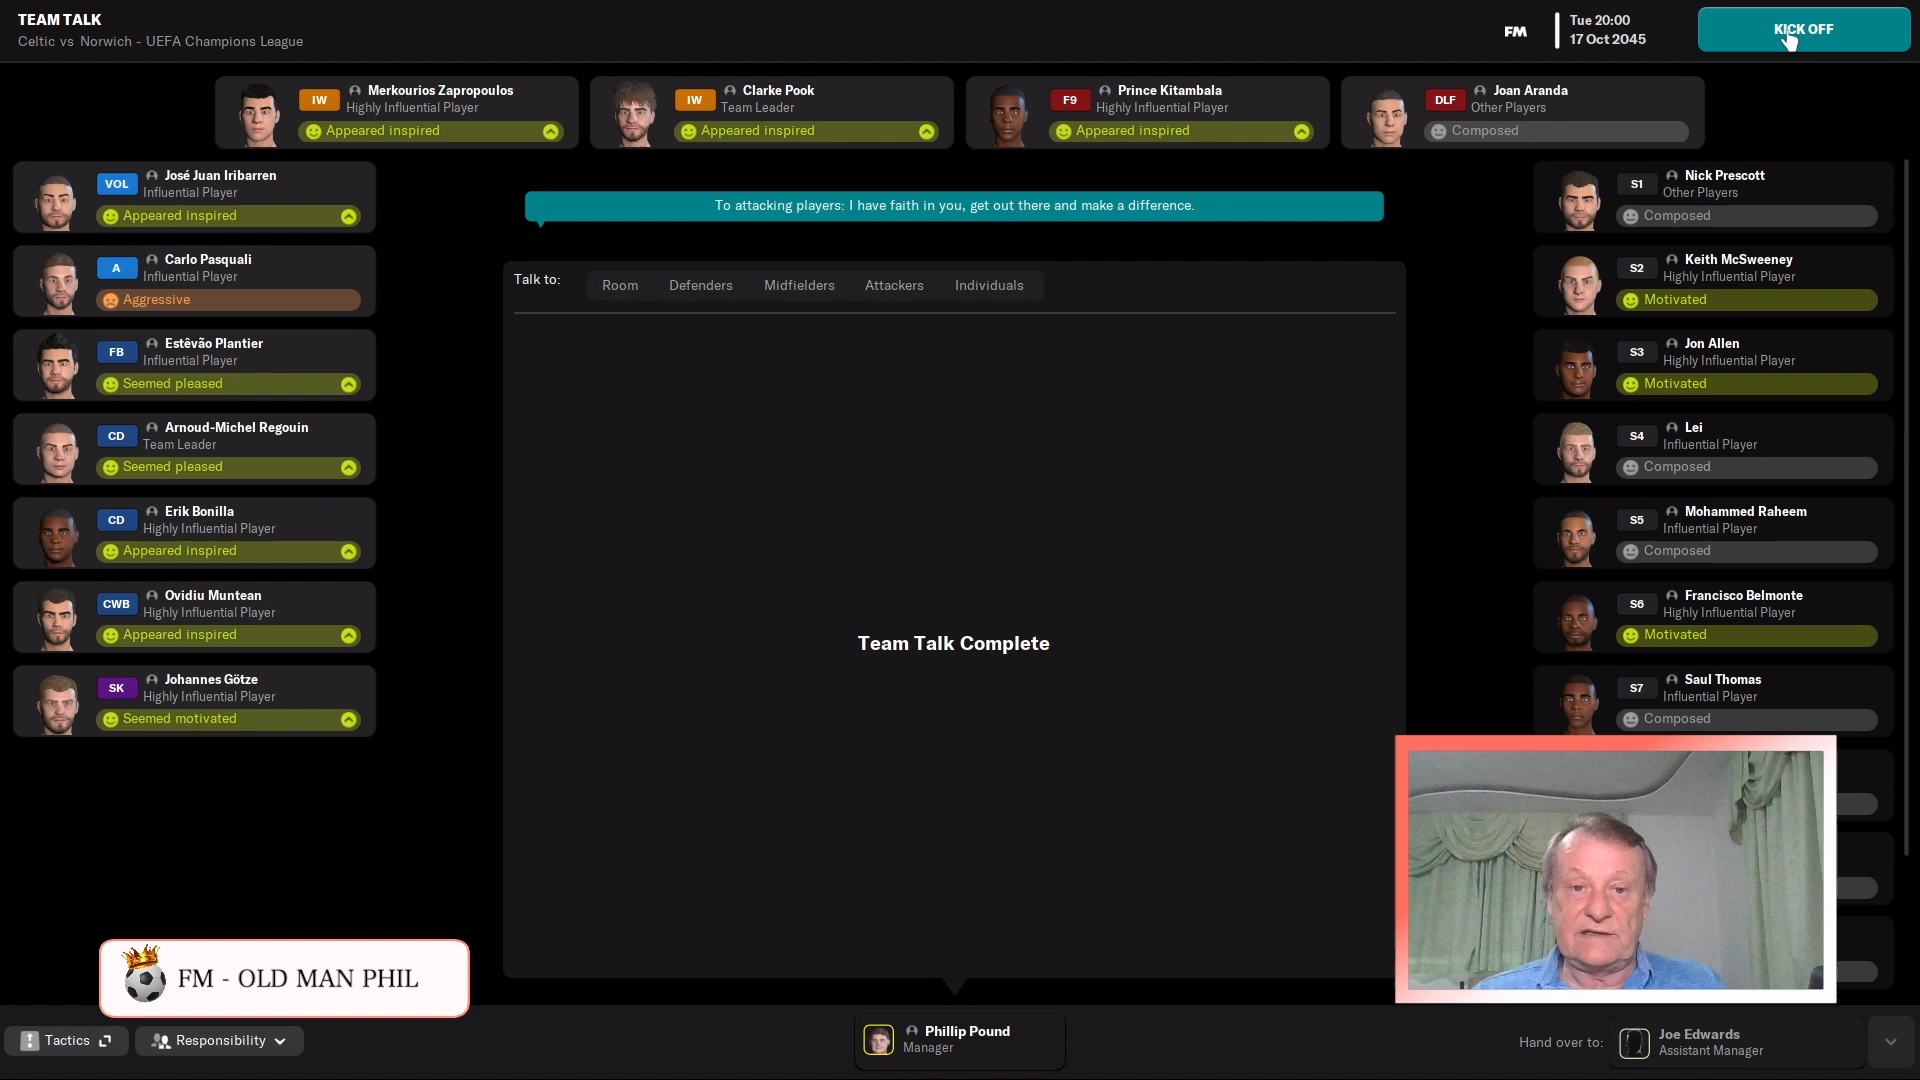 TEAM TALK
Celtic vs Norwich - UEFA Champions League
FM
Tue 20:00
17 Oct 2045
KICK OFF
IW
Merkourios Zapropoulos
Highly Influential Player
Appeared inspired
IW
Clarke Pook
Team Leader
Appeared inspired
F9
Prince Kitambala
Highly Influential Player
Appeared inspired
DLF
Joan Aranda
Other Players
Composed
VOL
José Juan Iribarren
Influential Player
Appeared inspired
A
Carlo Pasquali
Influential Player
Aggressive
FB
Estêvão Plantier
Influential Player
Seemed pleased
CD
Arnoud-Michel Regouin
Team Leader
Seemed pleased
CD
Erik Bonilla
Highly Influential Player
Appeared inspired
CWB
Ovidiu Muntean
Highly Influential Player
Appeared inspired
SK
Johannes Götze
Highly Influential Player
Seemed motivated
To attacking players: I have faith in you, get out there and make a difference.
Talk to:
Room
Defenders
Midfielders
Attackers
Individuals
Team Talk Complete
S1
Nick Prescott
Other Players
Composed
S2
Keith McSweeney
Highly Influential Player
Motivated
S3
Jon Allen
Highly Influential Player
Motivated
S4
Lei
Influential Player
Composed
S5
Mohammed Raheem
Influential Player
Composed
S6
Francisco Belmonte
Highly Influential Player
Motivated
S7
Saul Thomas
Influential Player
Composed
FM - OLD MAN PHIL
Tactics
Responsibility
Phillip Pound
Manager
Hand over to:
Joe Edwards
Assistant Manager